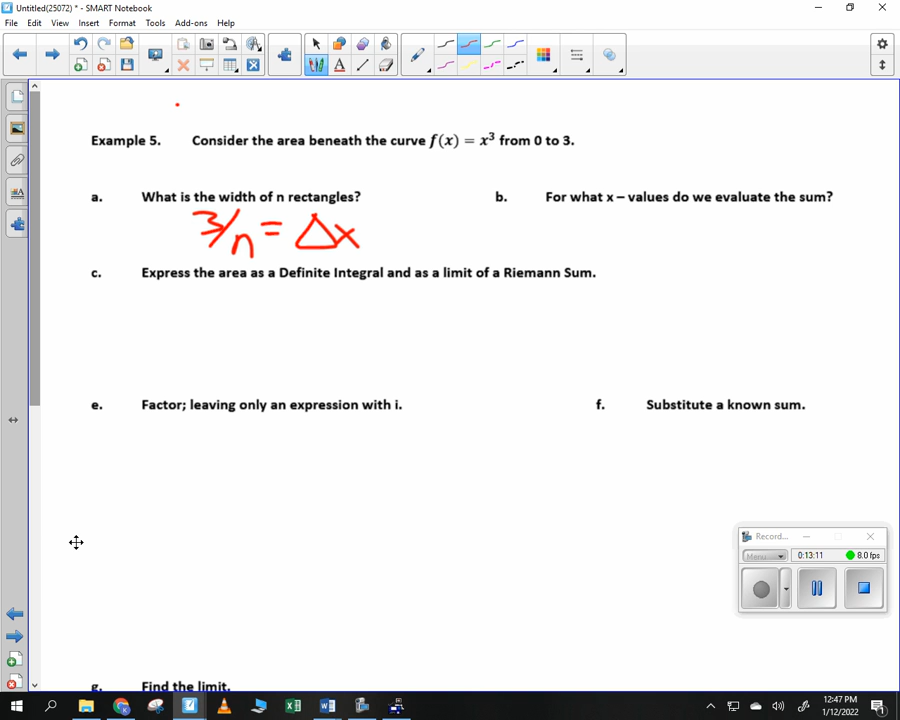 Untitled(25072) * - SMART Notebook
File Edit View Insert Format Tools Add-ons Help
Example 5. Consider the area beneath the curve f(x) = x³ from 0 to 3.
a. What is the width of n rectangles? b. For what x – values do we evaluate the sum?
3/n = Δx
c. Express the area as a Definite Integral and as a limit of a Riemann Sum.
e. Factor; leaving only an expression with i. f. Substitute a known sum.
Record...
Menu 0:13:11 8.0 fps
g. Find the limit.
12:47 PM
1/12/2022